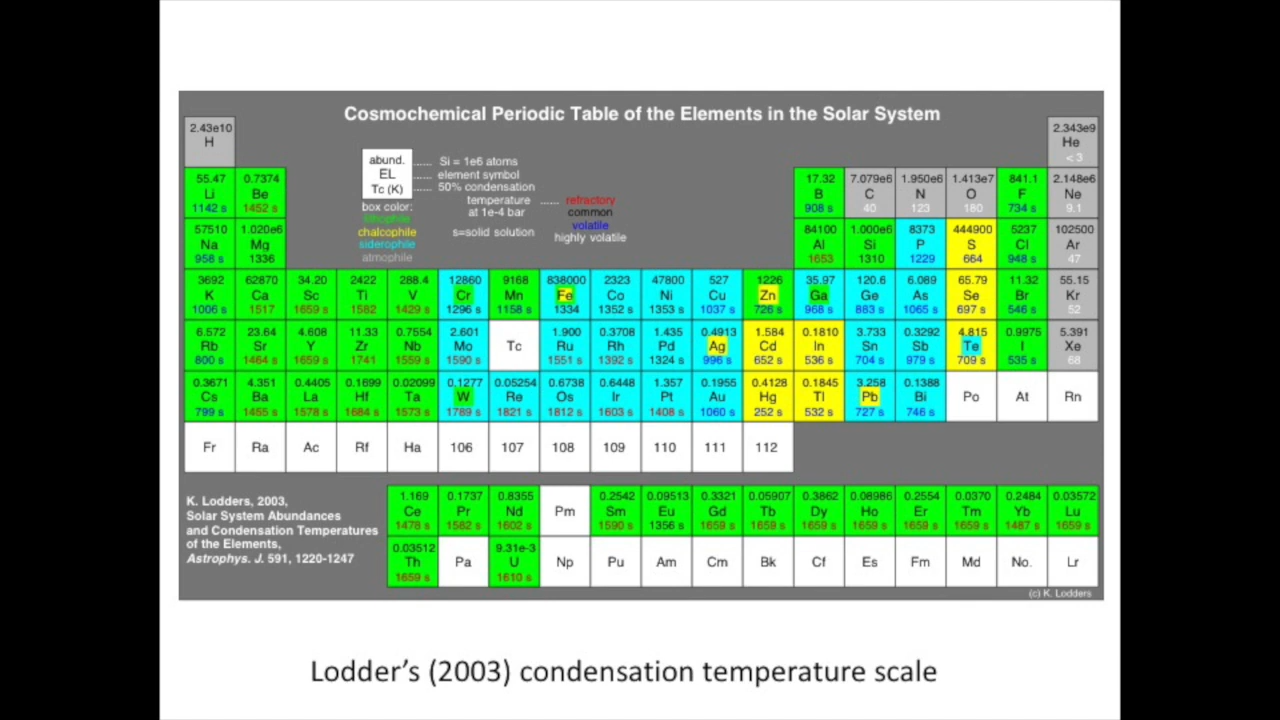 Cosmochemical Periodic Table of the Elements in the Solar System
2.43e10 2.343e9
H He
< 3
abund. ...... Si = 1e6 atoms
EL ...... element symbol
Tc (K) ...... 50% condensation
temperature ...... refractory
at 1e-4 bar common
volatile
s=solid solution highly volatile
box color:
lithophile
chalcophile
siderophile
atmophile
55.47 0.7374 17.32 7.079e6 1.950e6 1.413e7 841.1 2.148e6
Li Be B C N O F Ne
1142 s 1452 s 908 s 40 123 180 734 s 9.1
57510 1.020e6 84100 1.000e6 8373 444900 5237 102500
Na Mg Al Si P S Cl Ar
958 s 1336 1653 1310 1229 664 948 s 47
3692 62870 34.20 2422 288.4 12860 9168 838000 2323 47800 527 1226 35.97 120.6 6.089 65.79 11.32 55.15
K Ca Sc Ti V Cr Mn Fe Co Ni Cu Zn Ga Ge As Se Br Kr
1006 s 1517 1659 s 1582 1429 s 1296 s 1158 s 1334 1352 s 1353 s 1037 s 726 s 968 s 883 s 1065 s 697 s 546 s 52
6.572 23.64 4.608 11.33 0.7554 2.601 1.900 0.3708 1.435 0.4913 1.584 0.1810 3.733 0.3292 4.815 0.9975 5.391
Rb Sr Y Zr Nb Mo Tc Ru Rh Pd Ag Cd In Sn Sb Te I Xe
800 s 1464 s 1659 s 1741 1559 s 1590 s 1551 s 1392 s 1324 s 996 s 652 s 536 s 704 s 979 s 709 s 535 s 68
0.3671 4.351 0.4405 0.1699 0.02099 0.1277 0.05254 0.6738 0.6448 1.357 0.1955 0.4128 0.1845 3.258 0.1388
Cs Ba La Hf Ta W Re Os Ir Pt Au Hg Tl Pb Bi Po At Rn
799 s 1455 s 1578 s 1684 s 1573 s 1789 s 1821 s 1812 s 1603 s 1408 s 1060 s 252 s 532 s 727 s 746 s
Fr Ra Ac Rf Ha 106 107 108 109 110 111 112
K. Lodders, 2003,
Solar System Abundances
and Condensation Temperatures
of the Elements,
Astrophys. J. 591, 1220-1247
1.169 0.1737 0.8355 0.2542 0.09513 0.3321 0.05907 0.3862 0.08986 0.2554 0.0370 0.2484 0.03572
Ce Pr Nd Pm Sm Eu Gd Tb Dy Ho Er Tm Yb Lu
1478 s 1582 s 1602 s 1590 s 1356 s 1659 s 1659 s 1659 s 1659 s 1659 s 1659 s 1487 s 1659 s
0.03512 9.31e-3
Th Pa U Np Pu Am Cm Bk Cf Es Fm Md No. Lr
1659 s 1610 s
(c) K. Lodders
Lodder’s (2003) condensation temperature scale